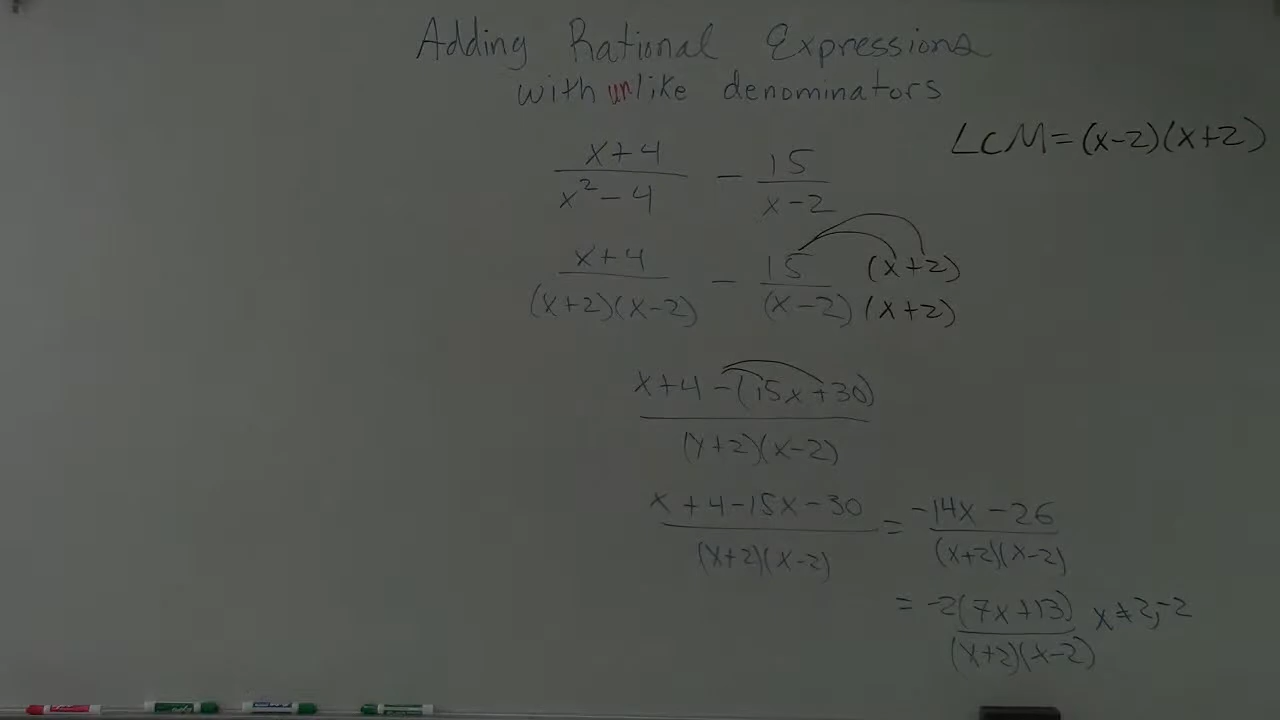 Adding Rational Expressions
with unlike denominators
LCM = (x-2)(x+2)
x+4/x²-4 - 15/x-2
x+4/(x+2)(x-2) - 15(x+2)/(x-2)(x+2)
x+4-(15x+30)/(x+2)(x-2)
x+4-15x-30/(x+2)(x-2) = -14x-26/(x+2)(x-2)
= -2(7x+13)/(x+2)(x-2) x≠2,-2